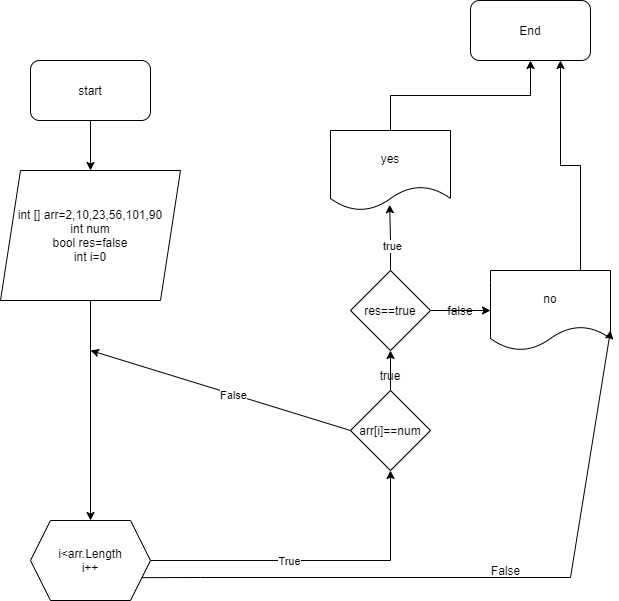 End
start
yes
int [] arr=2,10,23,56,101,90
int num
bool res=false
int i=0
true
no
res==true
false
true
False
arr[i]==num
i<arr.Length
i++
True
False